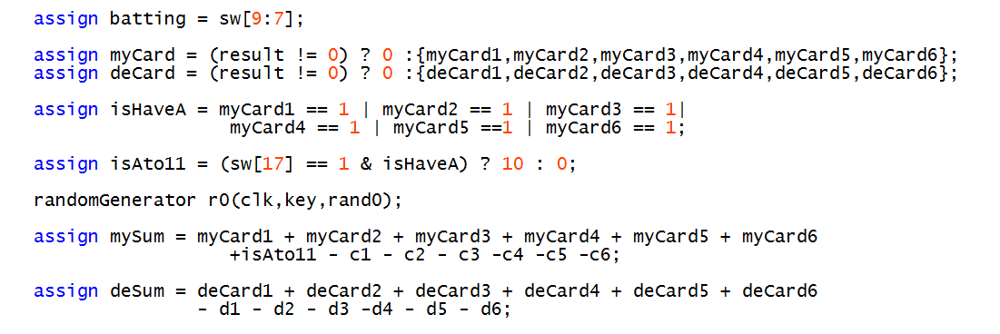 assign batting = sw[9:7];
assign myCard = (result != 0) ? 0 :{myCard1,myCard2,myCard3,myCard4,myCard5,myCard6};
assign deCard = (result != 0) ? 0 :{deCard1,deCard2,deCard3,deCard4,deCard5,deCard6};
assign isHaveA = myCard1 == 1 | myCard2 == 1 | myCard3 == 1|
myCard4 == 1 | myCard5 ==1 | myCard6 == 1;
assign isAto11 = (sw[17] == 1 & isHaveA) ? 10 : 0;
randomGenerator r0(clk,key,rand0);
assign mySum = myCard1 + myCard2 + myCard3 + myCard4 + myCard5 + myCard6
+isAto11 - c1 - c2 - c3 -c4 -c5 -c6;
assign deSum = deCard1 + deCard2 + deCard3 + deCard4 + deCard5 + deCard6
- d1 - d2 - d3 -d4 - d5 - d6;